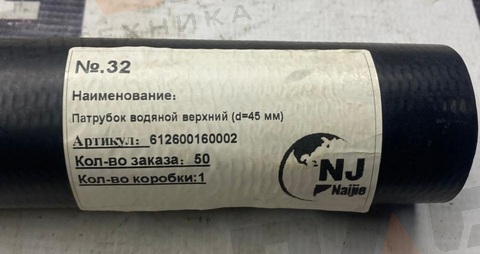 ТЕХНИКА
№.32
Наименование:
Патрубок водяной верхний (d=45 мм)
Артикул: 612600160002
Кол-во заказа: 50
Кол-во коробки:1
NJ
Naijie